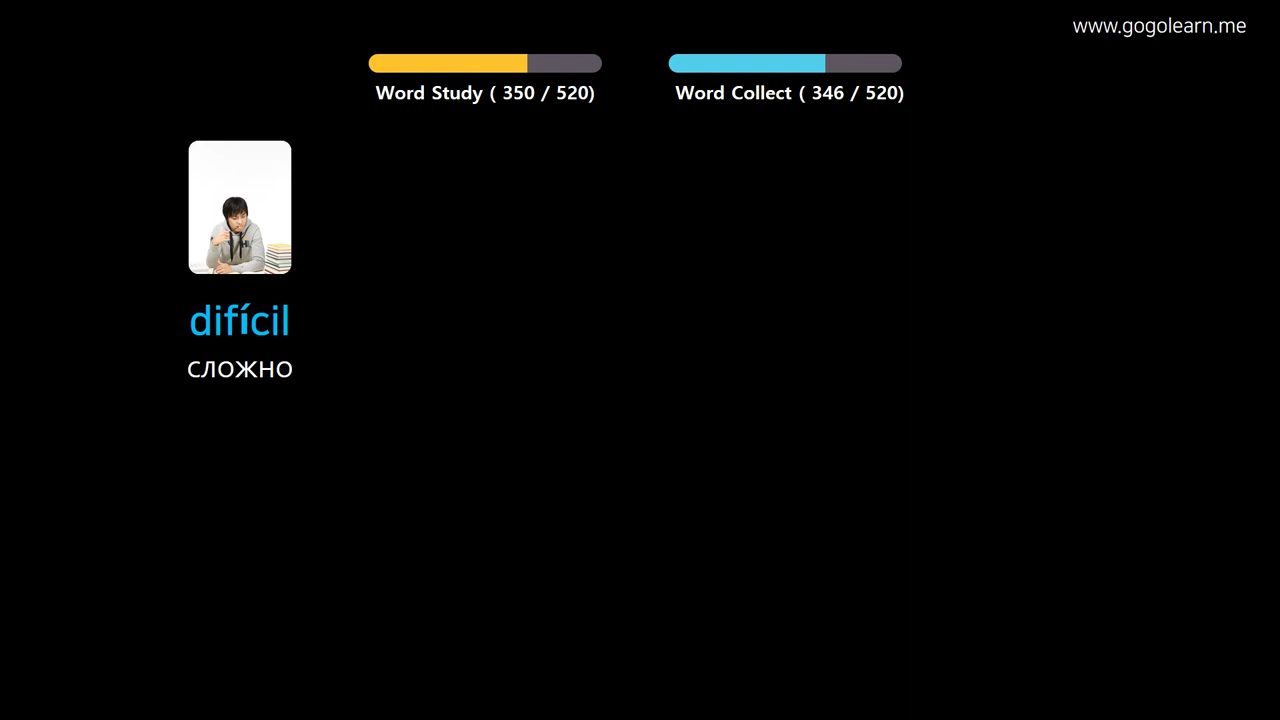 www.gogolearn.me
Word Study ( 350 / 520)
Word Collect ( 346 / 520)
difícil
сложно